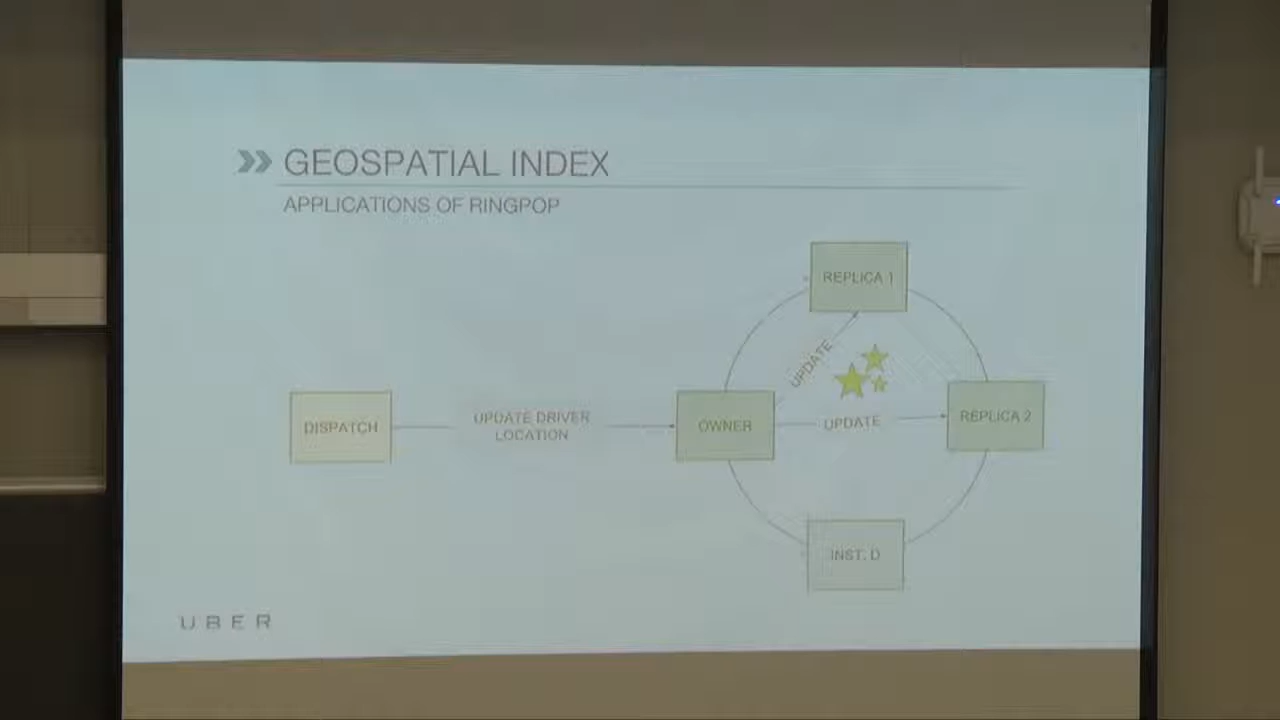 GEOSPATIAL INDEX
APPLICATIONS OF RINGPOP
REPLICA 1
UPDATE
DISPATCH
UPDATE DRIVER
LOCATION
OWNER
UPDATE
REPLICA 2
INST. D
UBER